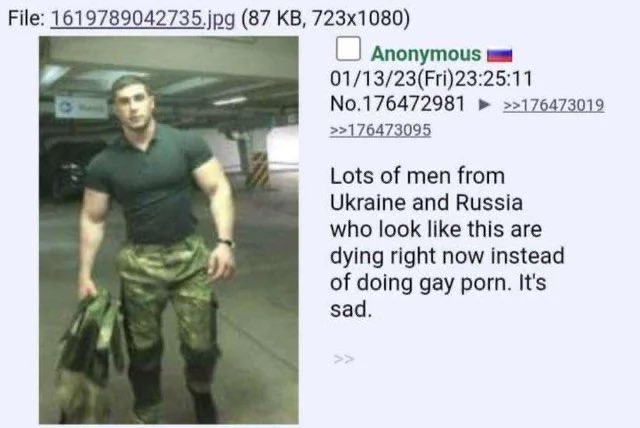 File: 1619789042735.jpg (87 KB, 723x1080)
Anonymous
01/13/23(Fri)23:25:11
No.176472981 ▶ >>176473019
>>176473095
Lots of men from
Ukraine and Russia
who look like this are
dying right now instead
of doing gay porn. It's
sad.
>>